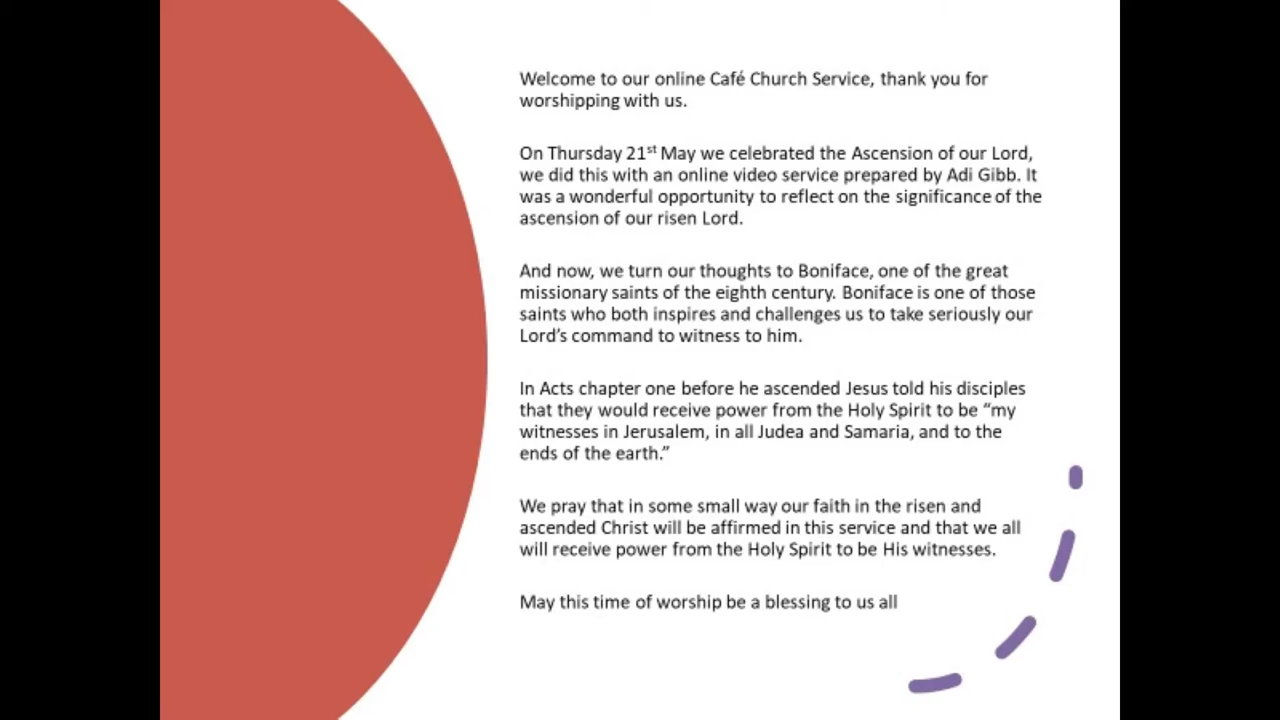 Welcome to our online Café Church Service, thank you for
worshipping with us.
On Thursday 21st May we celebrated the Ascension of our Lord,
we did this with an online video service prepared by Adi Gibb. It
was a wonderful opportunity to reflect on the significance of the
ascension of our risen Lord.
And now, we turn our thoughts to Boniface, one of the great
missionary saints of the eighth century. Boniface is one of those
saints who both inspires and challenges us to take seriously our
Lord’s command to witness to him.
In Acts chapter one before he ascended Jesus told his disciples
that they would receive power from the Holy Spirit to be “my
witnesses in Jerusalem, in all Judea and Samaria, and to the
ends of the earth.”
We pray that in some small way our faith in the risen and
ascended Christ will be affirmed in this service and that we all
will receive power from the Holy Spirit to be His witnesses.
May this time of worship be a blessing to us all